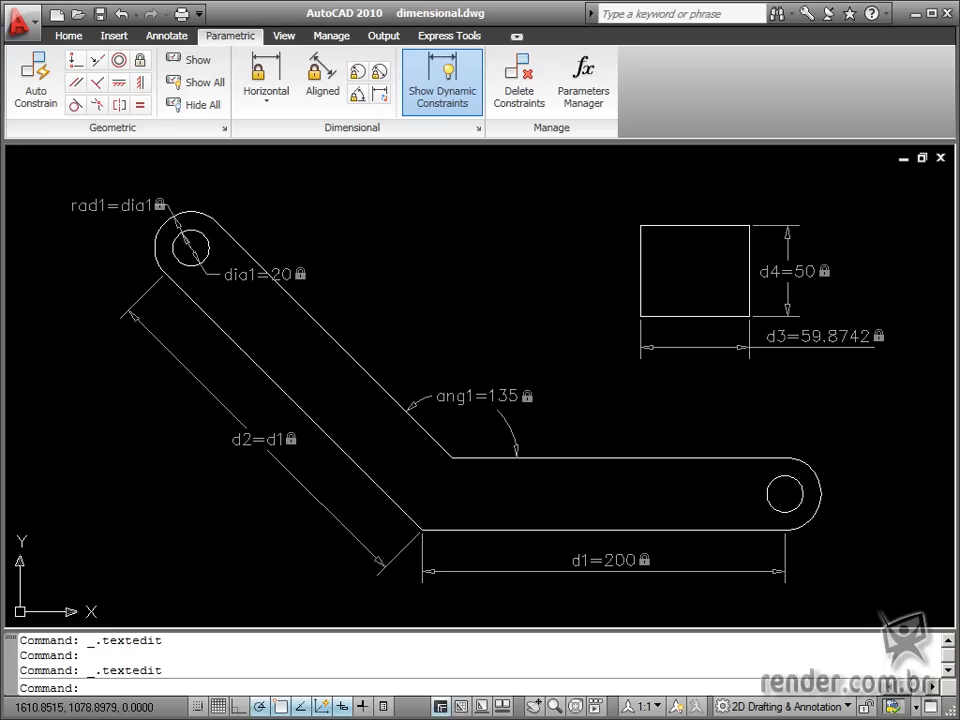 AutoCAD 2010 dimensional.dwg
Type a keyword or phrase
Home Insert Annotate Parametric View Manage Output Express Tools
Auto Constrain
Show
Show All
Hide All
Geometric
Horizontal
Aligned
Dimensional
Show Dynamic Constraints
Delete Constraints
fx
Parameters Manager
Manage
rad1=dia1
dia1=20
d4=50
d3=59.8742
ang1=135
d2=d1
d1=200
Y
X
Command: _.textedit
Command:
Command: _.textedit
Command:
render.com.br
1610.8515, 1078.8979, 0.0000
1:1
2D Drafting & Annotation